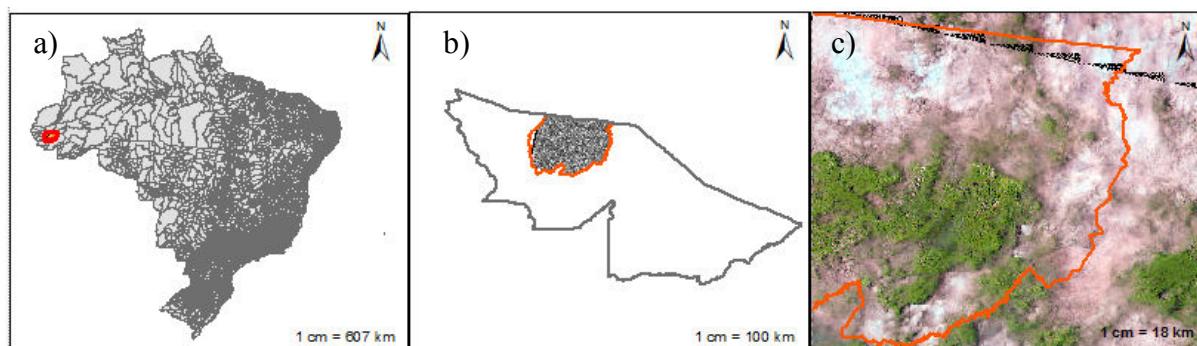 a)
N
1 cm = 607 km
b)
N
1 cm = 100 km
c)
N
1 cm = 18 km